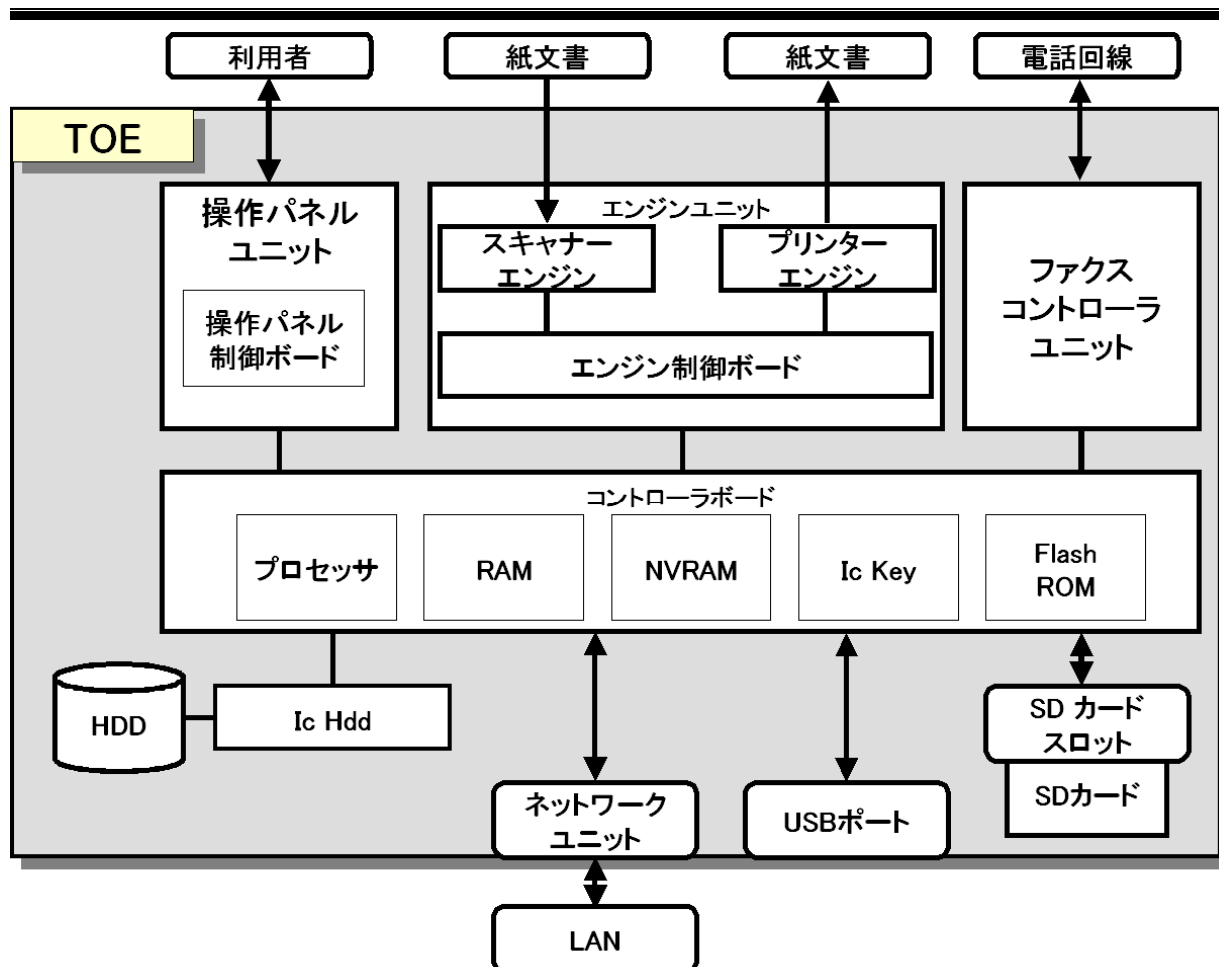 利用者
紙文書
紙文書
電話回線
TOE
操作パネル
ユニット
操作パネル
制御ボード
エンジンユニット
スキャナー
エンジン
プリンター
エンジン
エンジン制御ボード
ファクス
コントローラ
ユニット
コントローラボード
プロセッサ
RAM
NVRAM
Ic Key
Flash
ROM
HDD
Ic Hdd
ネットワーク
ユニット
USBポート
SD カード
スロット
SDカード
LAN